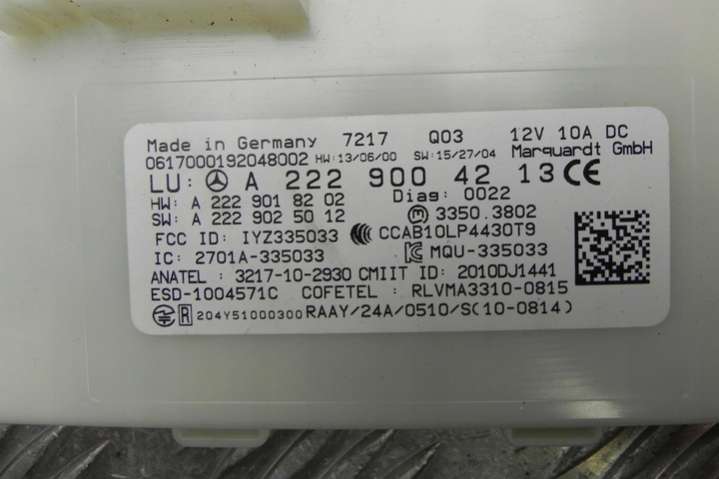 Made in Germany 7217 Q03 12V 10A DC
0617000192048002 HW:13/06/00 SW:15/27/04 Marquardt GmbH
LU: A 222 900 42 13 CE
HW: A 222 901 82 02 Diag: 0022
SW: A 222 902 50 12 3350.3802
FCC ID: IYZ335033 CCAB10LP4430T9
IC: 2701A-335033 MQU-335033
ANATEL : 3217-10-2930 CMIIT ID: 2010DJ1441
ESD-1004571C COFETEL : RLVMA3310-0815
R 204Y51000300 RAAY/24A/0510/S(10-0814)